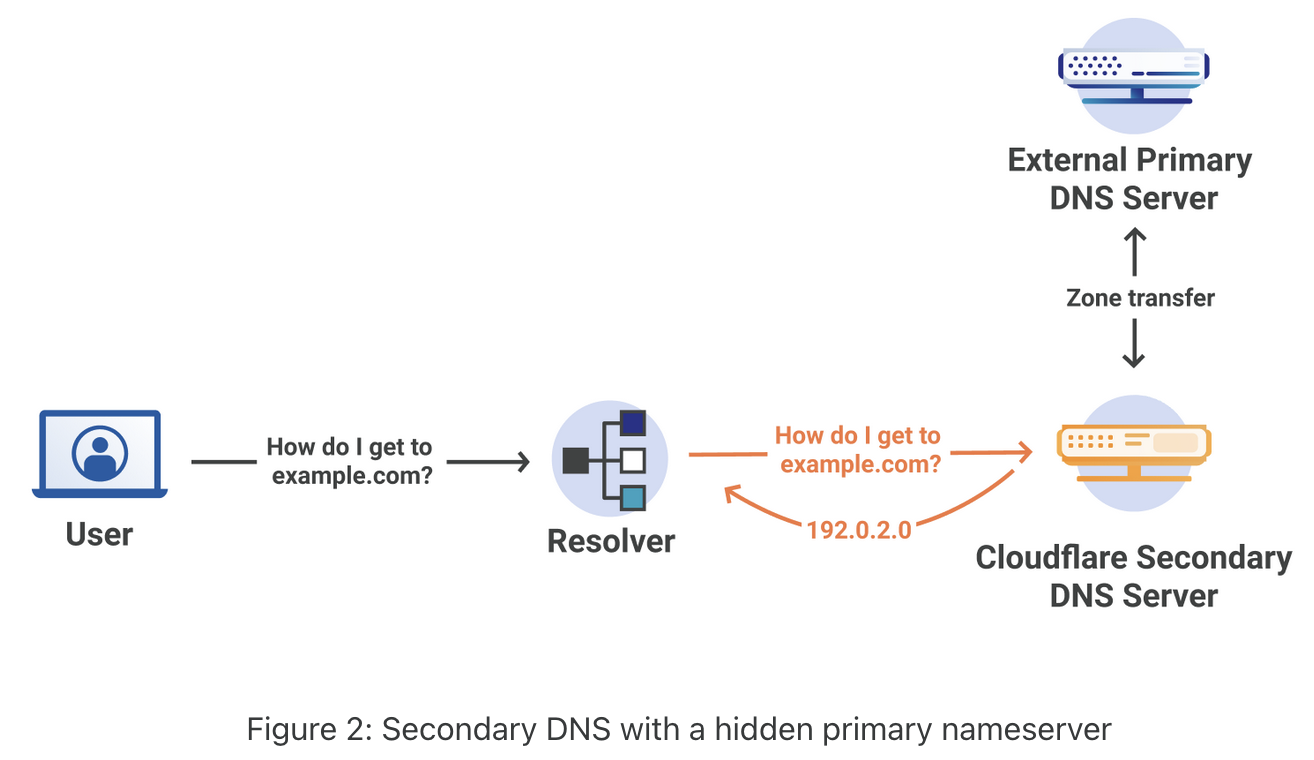 External Primary
DNS Server
Zone transfer
How do I get to
example.com?
How do I get to
example.com?
192.0.2.0
User
Resolver
Cloudflare Secondary
DNS Server
Figure 2: Secondary DNS with a hidden primary nameserver